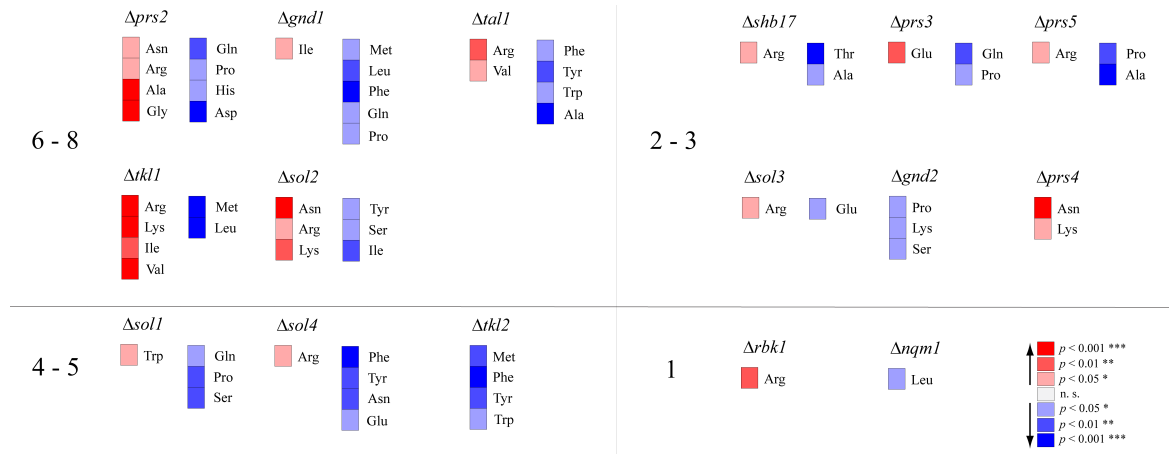 Δprs2
Δgnd1
Δtal1
Asn
Arg
Ala
Gly
Gln
Pro
His
Asp
Ile
Met
Leu
Phe
Gln
Pro
Arg
Val
Phe
Tyr
Trp
Ala
6 - 8
Δtkl1
Δsol2
Arg
Lys
Ile
Val
Met
Leu
Asn
Arg
Lys
Tyr
Ser
Ile
Δshb17
Δprs3
Δprs5
Arg
Thr
Ala
Glu
Gln
Pro
Arg
Pro
Ala
2 - 3
Δsol3
Δgnd2
Δprs4
Arg
Glu
Pro
Lys
Ser
Asn
Lys
Δsol1
Δsol4
Δtkl2
4 - 5
Trp
Gln
Pro
Ser
Arg
Phe
Tyr
Asn
Glu
Met
Phe
Tyr
Trp
Δrbk1
Δnqm1
1
Arg
Leu
p < 0.001 ***
p < 0.01 **
p < 0.05 *
n. s.
p < 0.05 *
p < 0.01 **
p < 0.001 ***